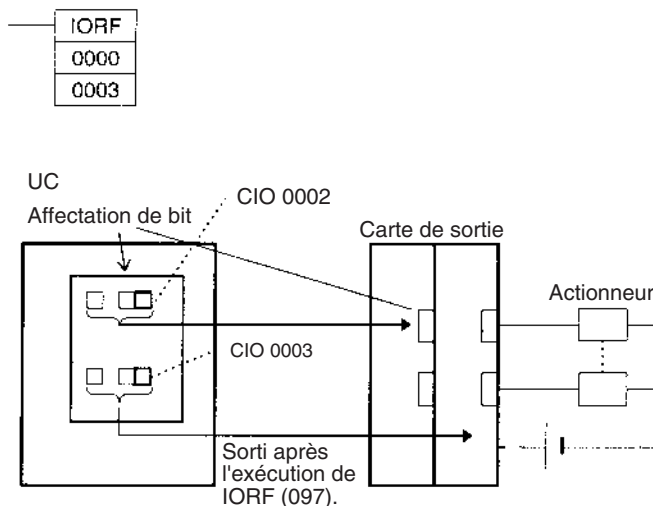 IORF
0000
0003
UC
CIO 0002
Affectation de bit
Carte de sortie
Actionneur
CIO 0003
Sorti après
l'exécution de
IORF (097).